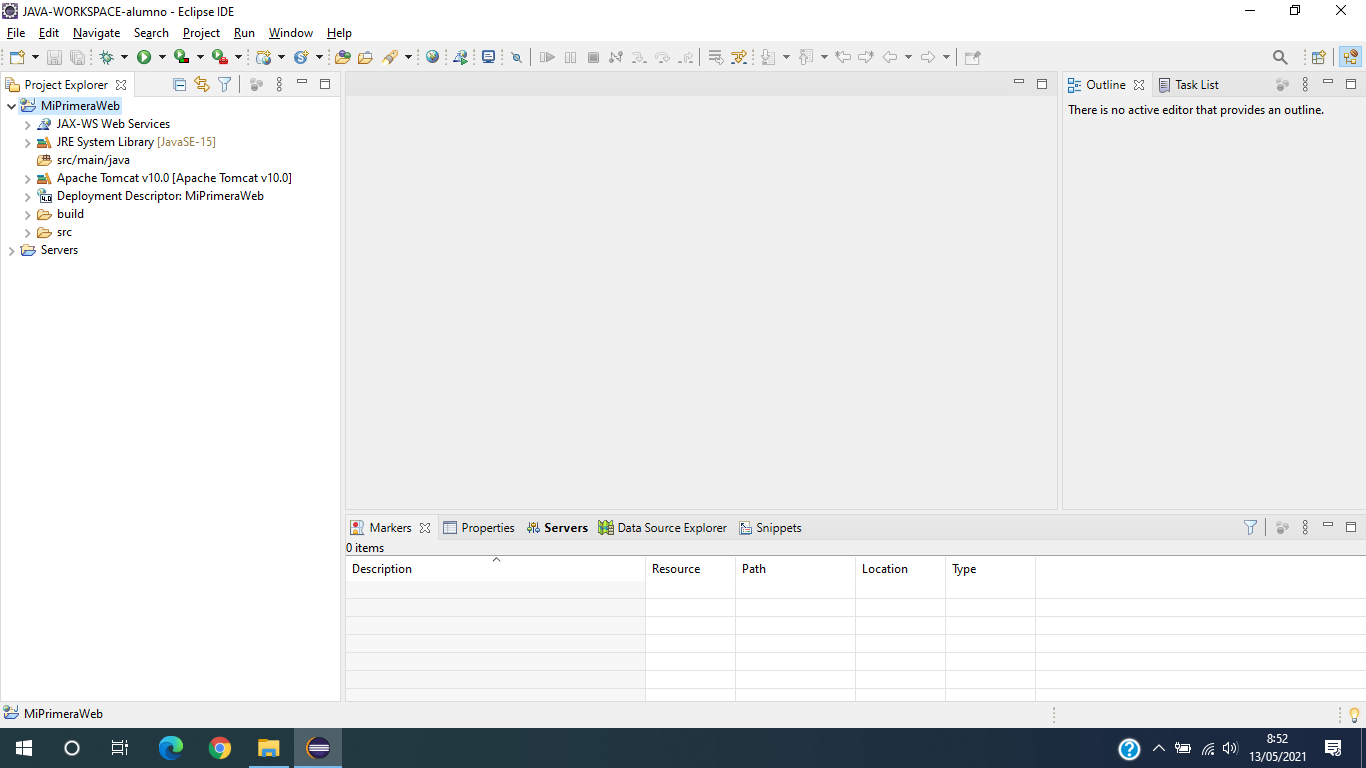 JAVA-WORKSPACE-alumno - Eclipse IDE
File Edit Navigate Search Project Run Window Help
Project Explorer
MiPrimeraWeb
JAX-WS Web Services
JRE System Library [JavaSE-15]
src/main/java
Apache Tomcat v10.0 [Apache Tomcat v10.0]
4.0 Deployment Descriptor: MiPrimeraWeb
build
src
Servers
Outline Task List
There is no active editor that provides an outline.
Markers Properties Servers Data Source Explorer Snippets
0 items
Description Resource Path Location Type
MiPrimeraWeb
8:52
13/05/2021